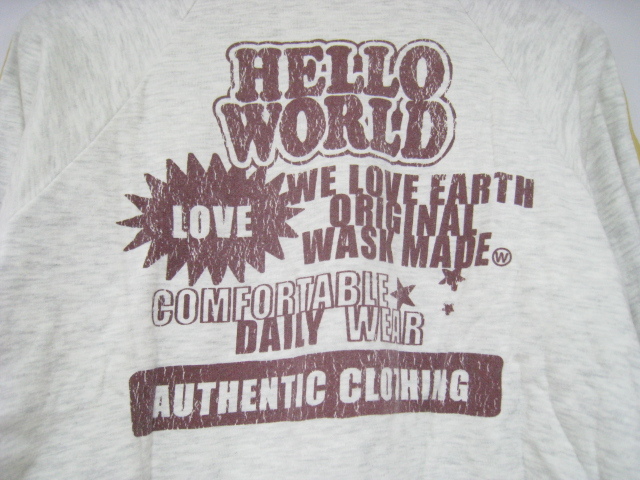 HELLO
WORLD
LOVE
WE LOVE EARTH
ORIGINAL
WASK MADE Ⓦ
COMFORTABLE
DAILY WEAR
AUTHENTIC CLOTHING